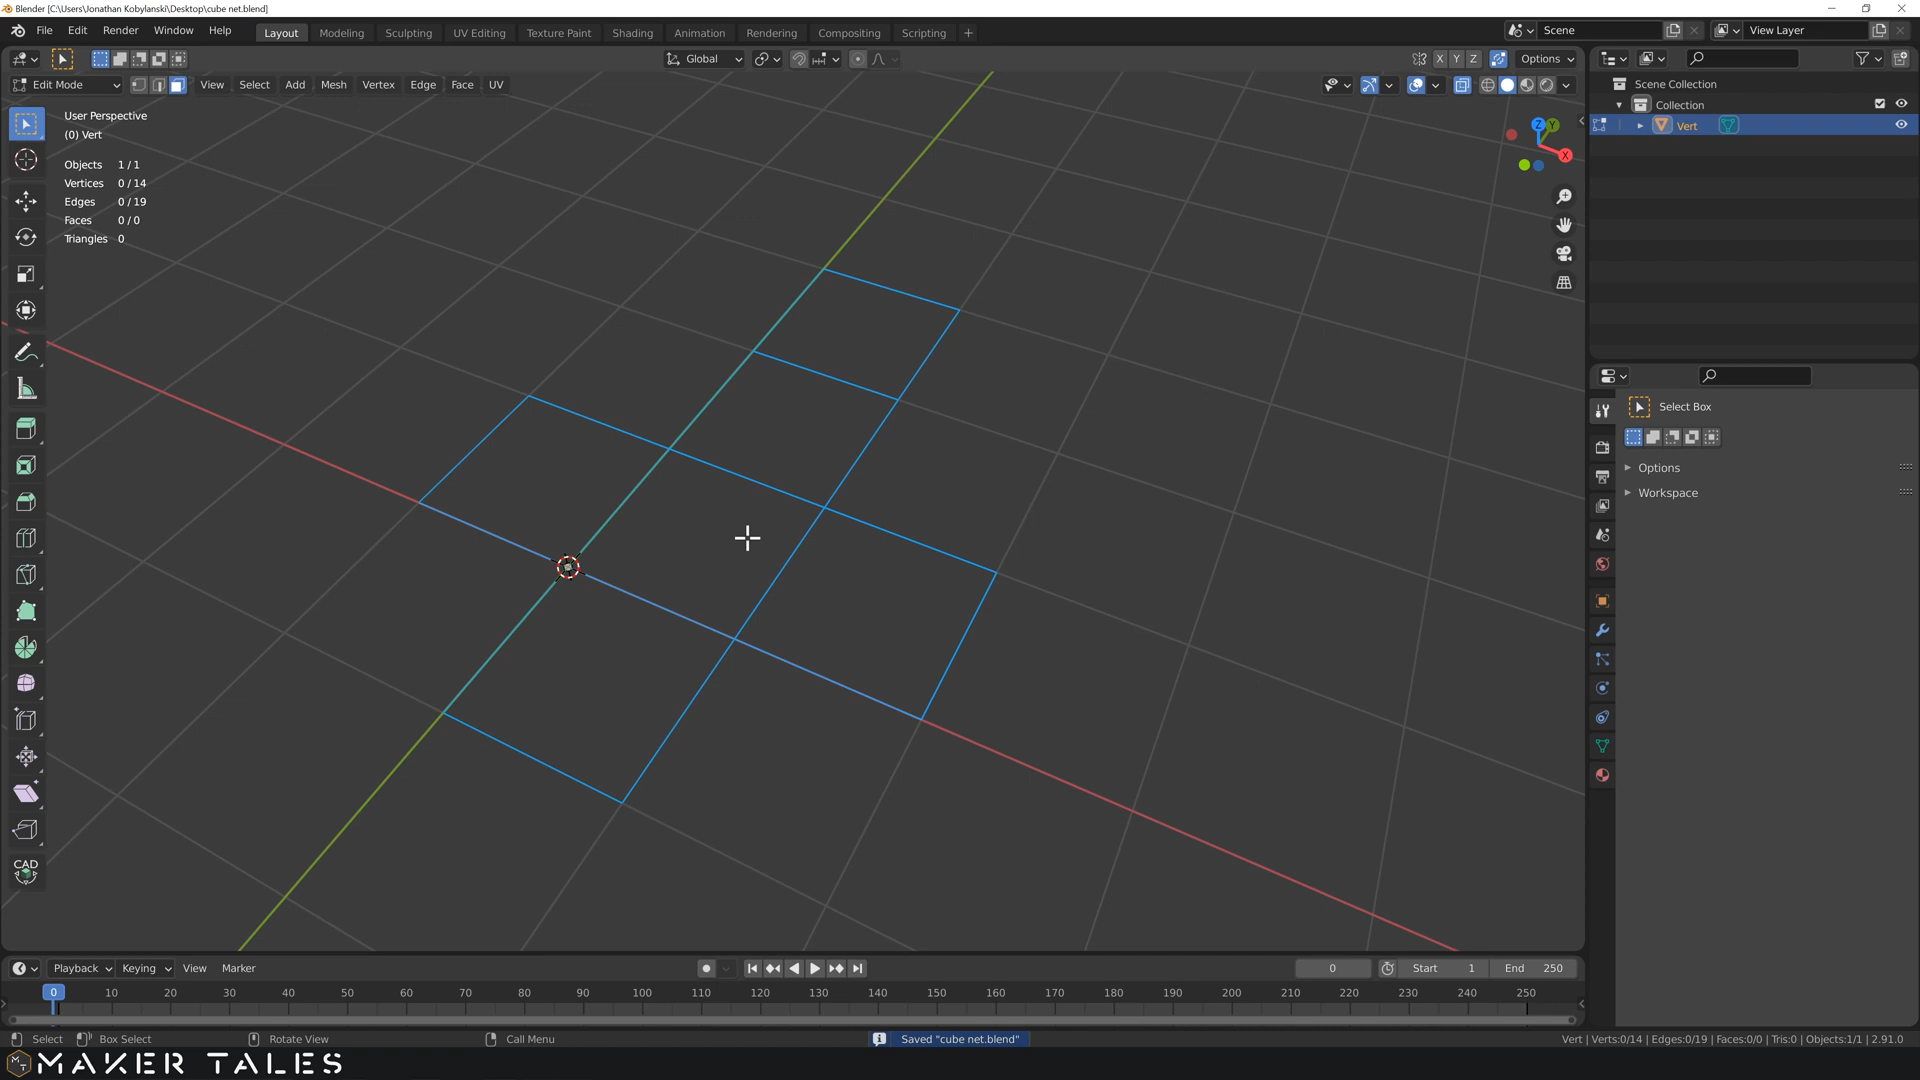 Blender [C:\Users\Jonathan Kobylanski\Desktop\cube net.blend]
File Edit Render Window Help Layout Modeling Sculpting UV Editing Texture Paint Shading Animation Rendering Compositing Scripting + Scene View Layer
Global X Y Z Options
Edit Mode View Select Add Mesh Vertex Edge Face UV
Scene Collection
Collection
Vert
User Perspective
(0) Vert
Objects 1 / 1
Vertices 0 / 14
Edges 0 / 19
Faces 0 / 0
Triangles 0
Z Y
X
Select Box
Options
Workspace
CAD
Playback Keying View Marker 0 Start 1 End 250
0 10 20 30 40 50 60 70 80 90 100 110 120 130 140 150 160 170 180 190 200 210 220 230 240 250
Select Box Select Rotate View Call Menu Saved "cube net.blend" Vert | Verts:0/14 | Edges:0/19 | Faces:0/0 | Tris:0 | Objects:1/1 | 2.91.0
MT MAKER TALES